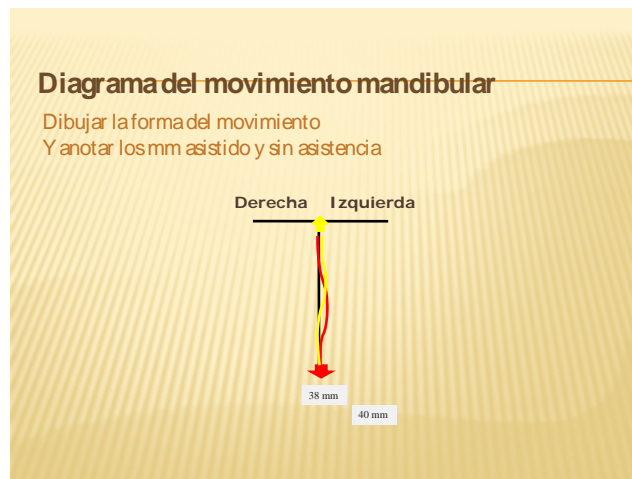 Diagrama del movimiento mandibular
Dibujar la forma del movimiento
Y anotar los mm asistido y sin asistencia
Derecha Izquierda
38 mm
40 mm